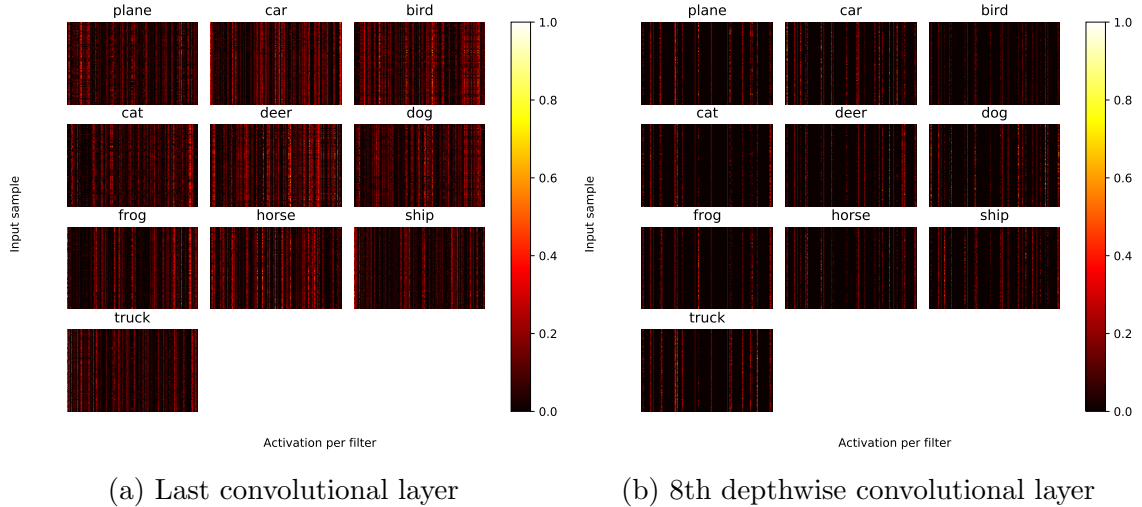 plane car bird
cat deer dog
frog horse ship
truck
Input sample
Activation per filter
1.0
0.8
0.6
0.4
0.2
0.0
(a) Last convolutional layer
plane car bird
cat deer dog
frog horse ship
truck
Input sample
Activation per filter
1.0
0.8
0.6
0.4
0.2
0.0
(b) 8th depthwise convolutional layer